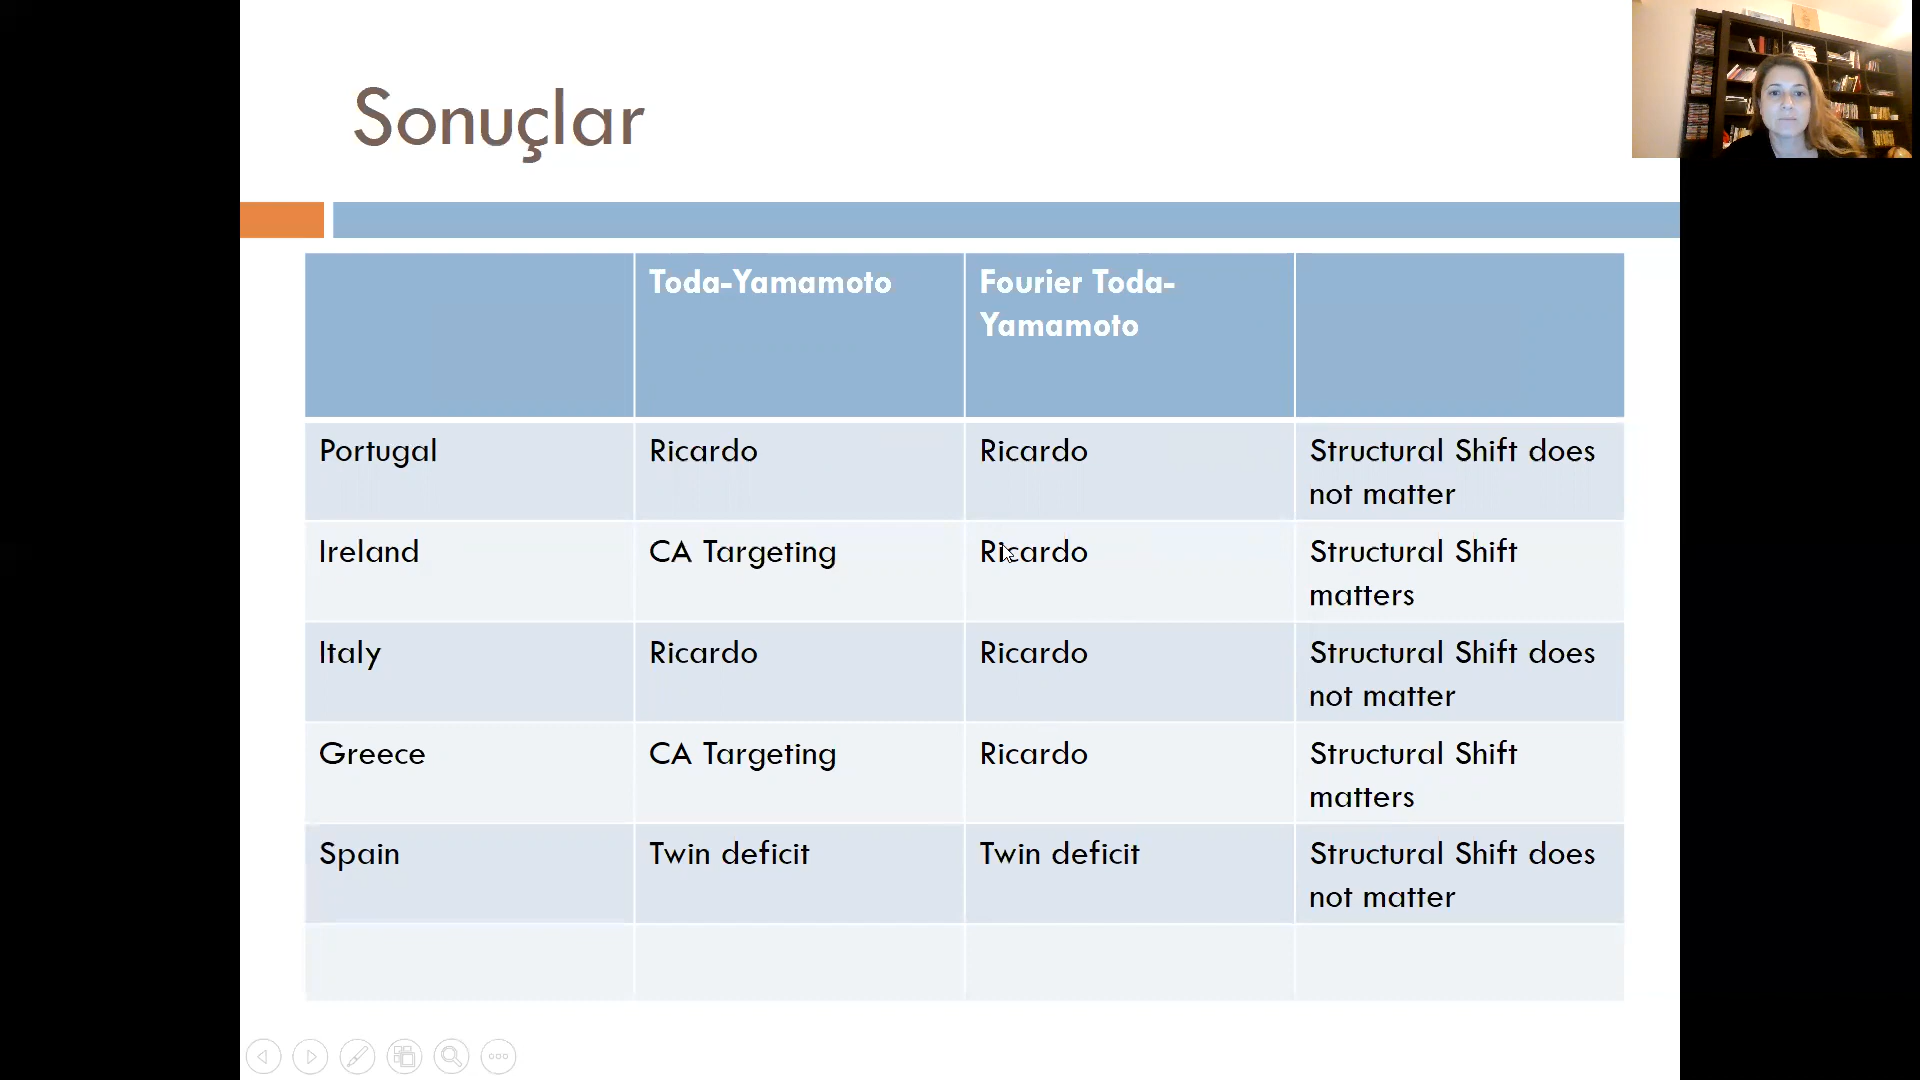 Sonuçlar
Toda-Yamamoto
Fourier Toda-
Yamamoto
Portugal
Ricardo
Ricardo
Structural Shift does
not matter
Ireland
CA Targeting
Ricardo
Structural Shift
matters
Italy
Ricardo
Ricardo
Structural Shift does
not matter
Greece
CA Targeting
Ricardo
Structural Shift
matters
Spain
Twin deficit
Twin deficit
Structural Shift does
not matter